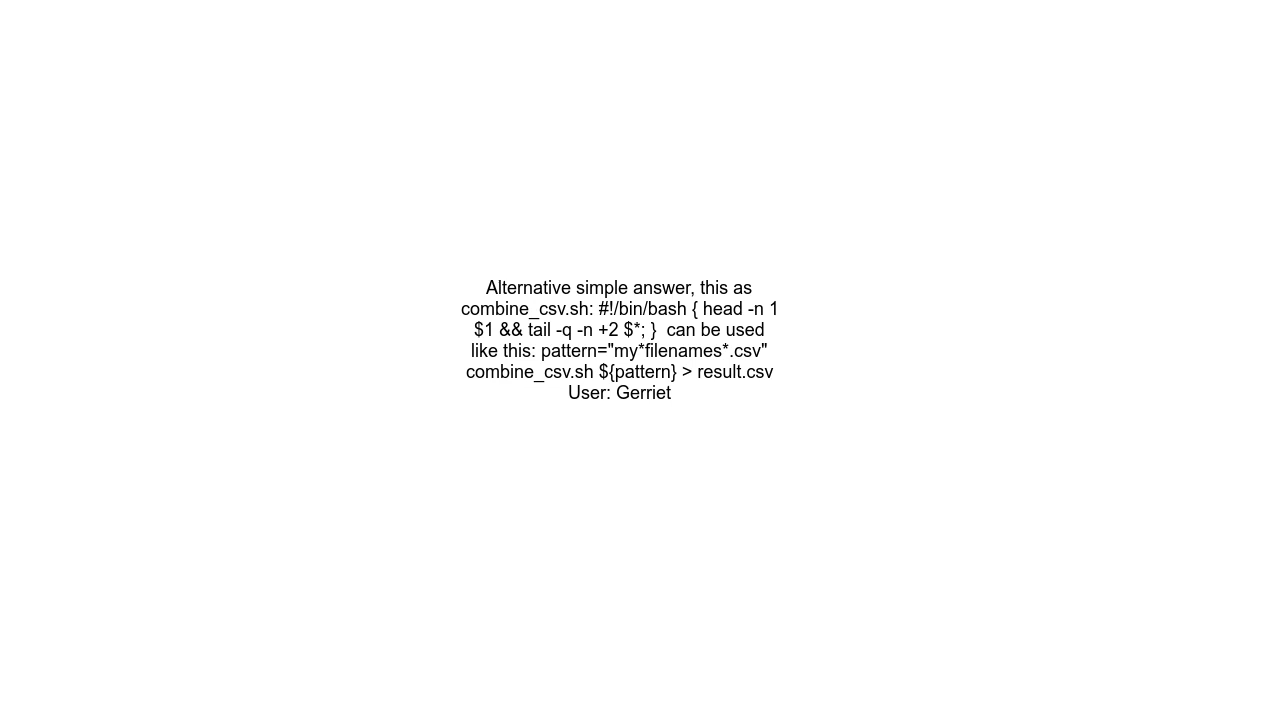 Alternative simple answer, this as
combine_csv.sh: #!/bin/bash { head -n 1
$1 && tail -q -n +2 $*; }  can be used
like this: pattern="my*filenames*.csv"
combine_csv.sh ${pattern} > result.csv
User: Gerriet